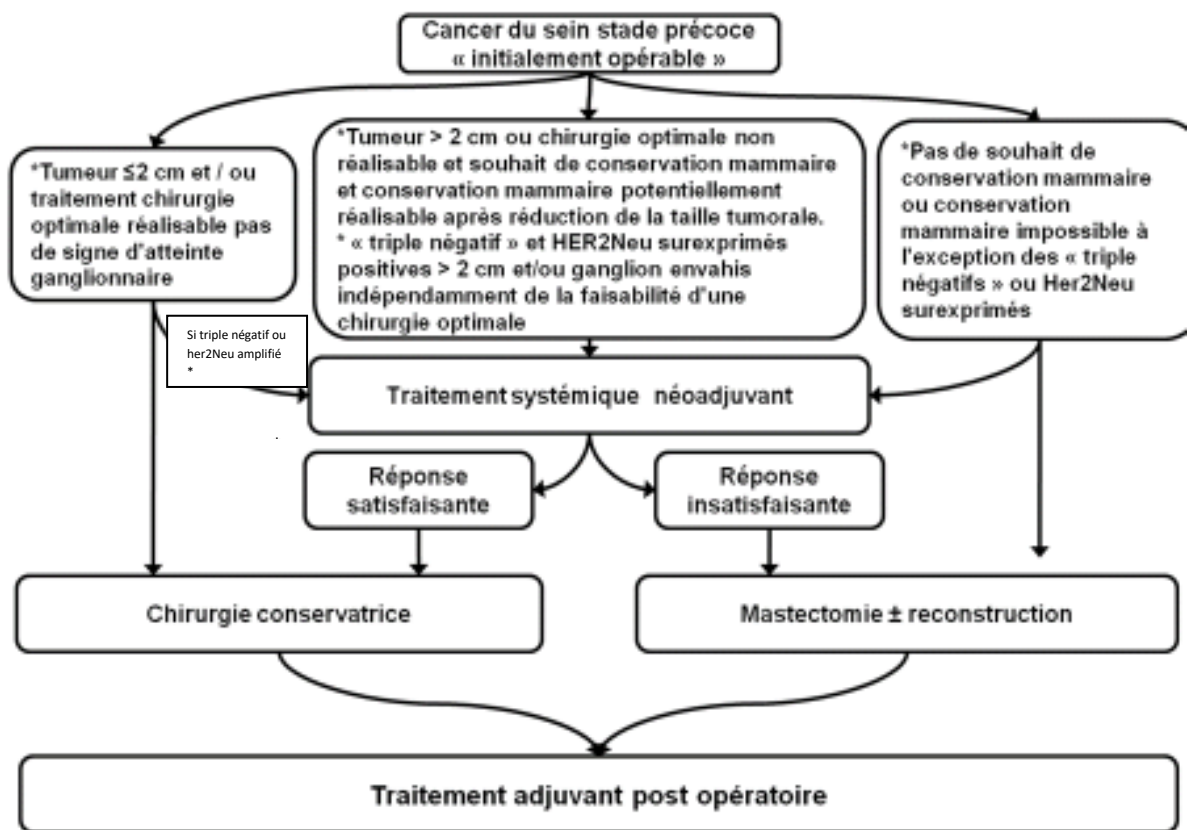 Cancer du sein stade précoce
« initialement opérable »
*Tumeur ≤2 cm et / ou
traitement chirurgie
optimale réalisable pas
de signe d'atteinte
ganglionnaire
*Tumeur > 2 cm ou chirurgie optimale non
réalisable et souhait de conservation mammaire
et conservation mammaire potentiellement
réalisable après réduction de la taille tumorale.
* « triple négatif » et HER2Neu surexprimés
positives > 2 cm et/ou ganglion envahis
indépendamment de la faisabilité d'une
chirurgie optimale
*Pas de souhait de
conservation mammaire
ou conservation
mammaire impossible à
l'exception des « triple
négatifs » ou Her2Neu
surexprimés
Si triple négatif ou
her2Neu amplifié
*
Traitement systémique néoadjuvant
.
Réponse
satisfaisante
Réponse
insatisfaisante
Chirurgie conservatrice
Mastectomie ± reconstruction
Traitement adjuvant post opératoire